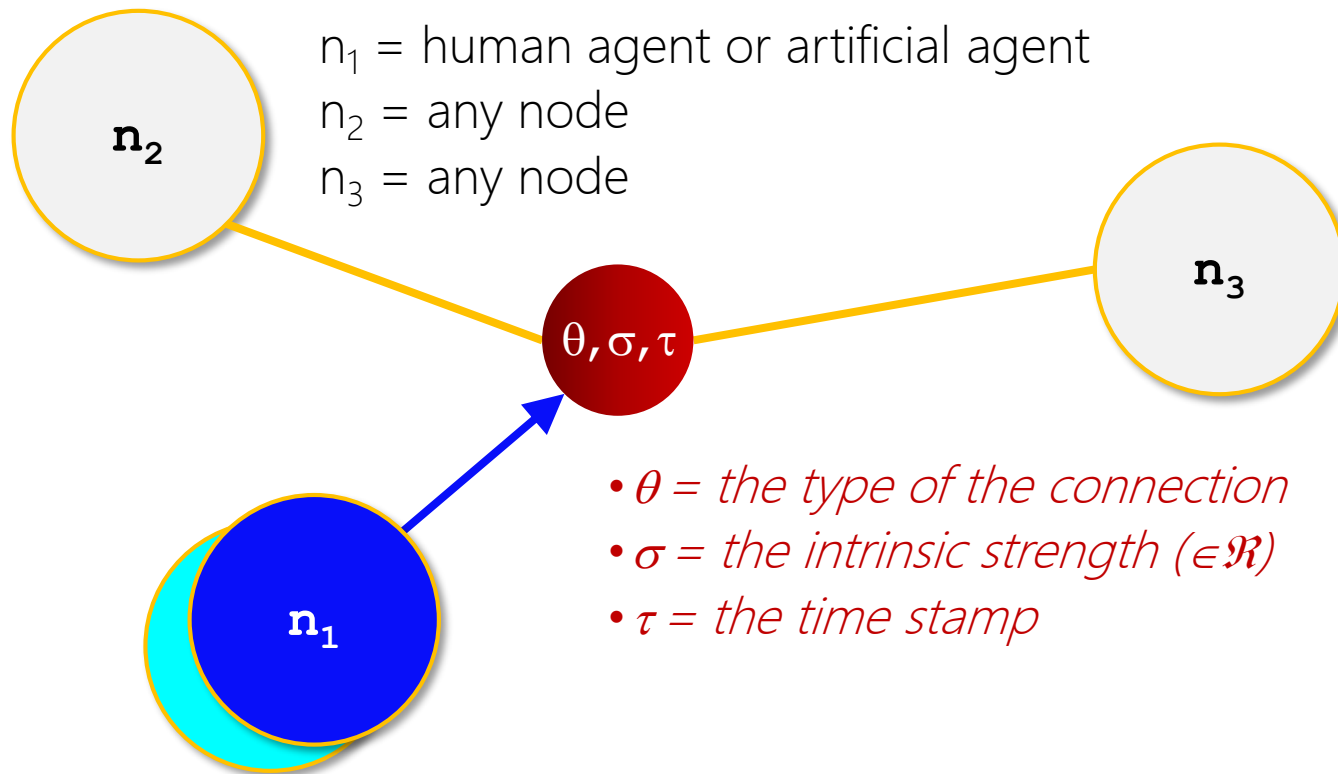 n₁ = human agent or artificial agent
n₂ = any node
n₃ = any node
n₂
n₃
θ,σ,τ
• θ = the type of the connection
• σ = the intrinsic strength (∈ℜ)
• τ = the time stamp
n₁